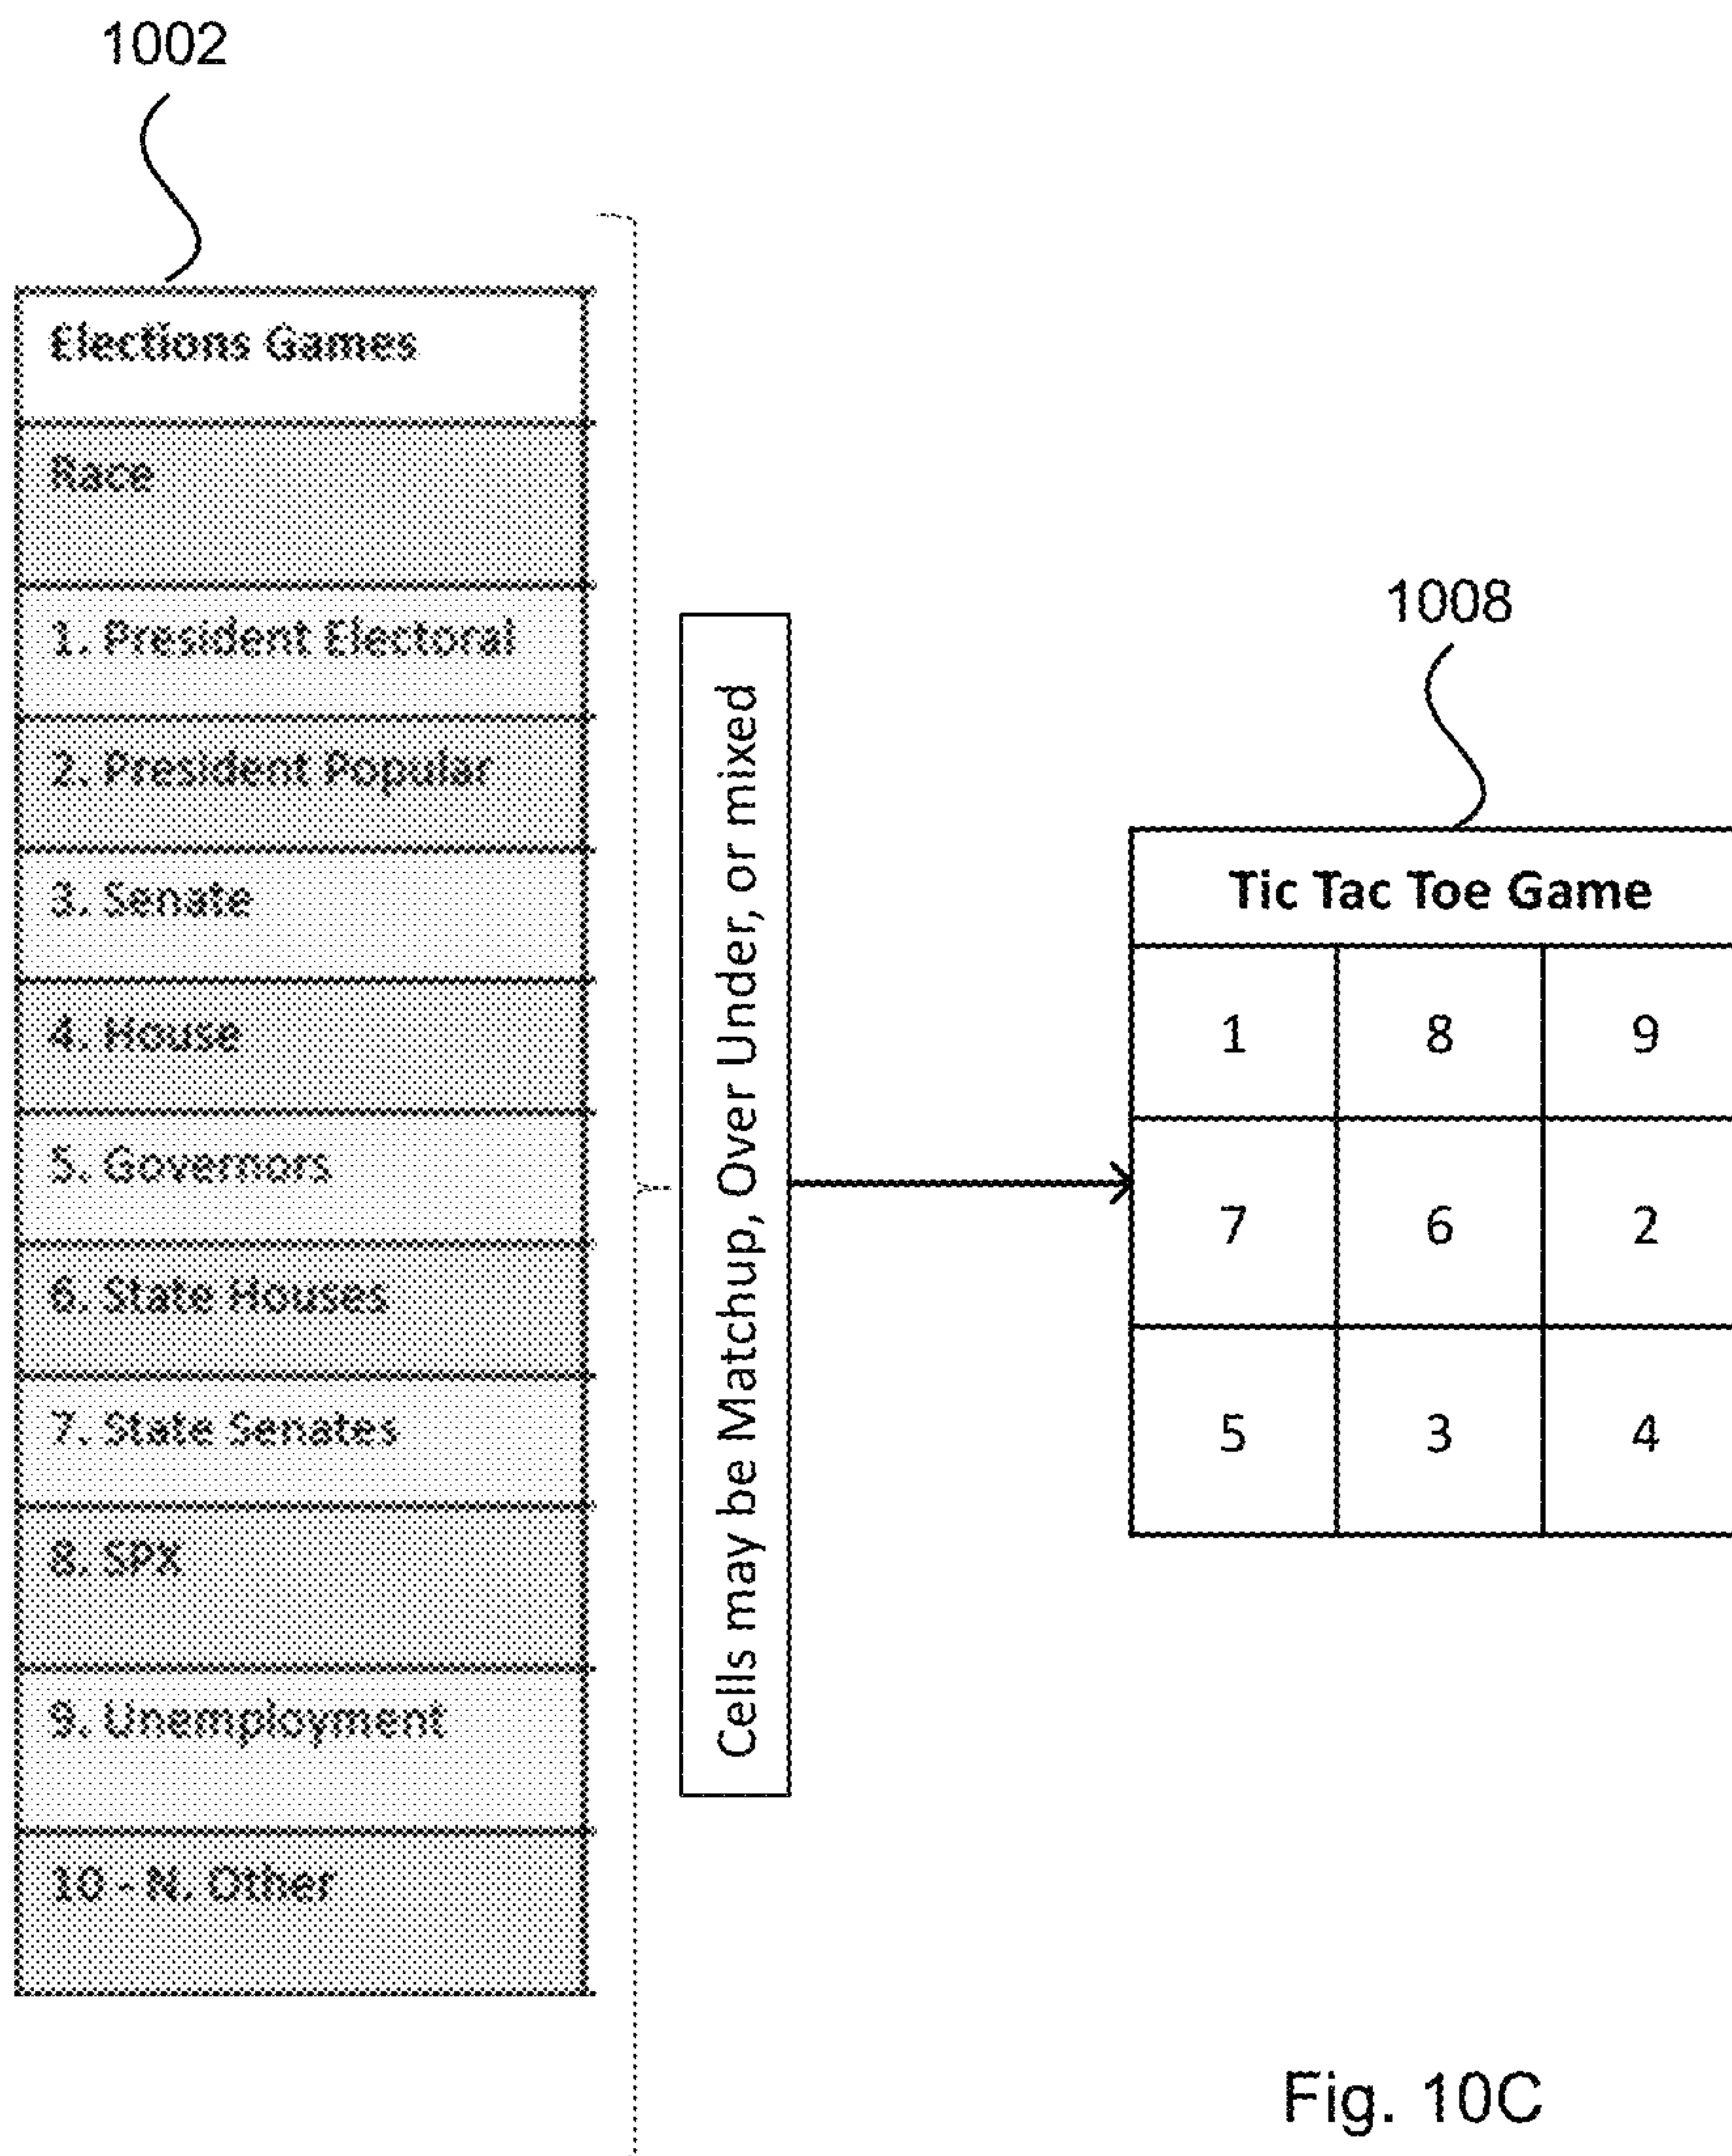 1002
Elections Games
Race
1. President Electoral
2. President Popular
3. Senate
4. House
5. Governors
6. State Houses
7. State Senates
8. SPX
9. Unemployment
10 - N. Other
Cells may be Matchup, Over Under, or mixed
1008
Tic Tac Toe Game
1 8 9
7 6 2
5 3 4
Fig. 10C